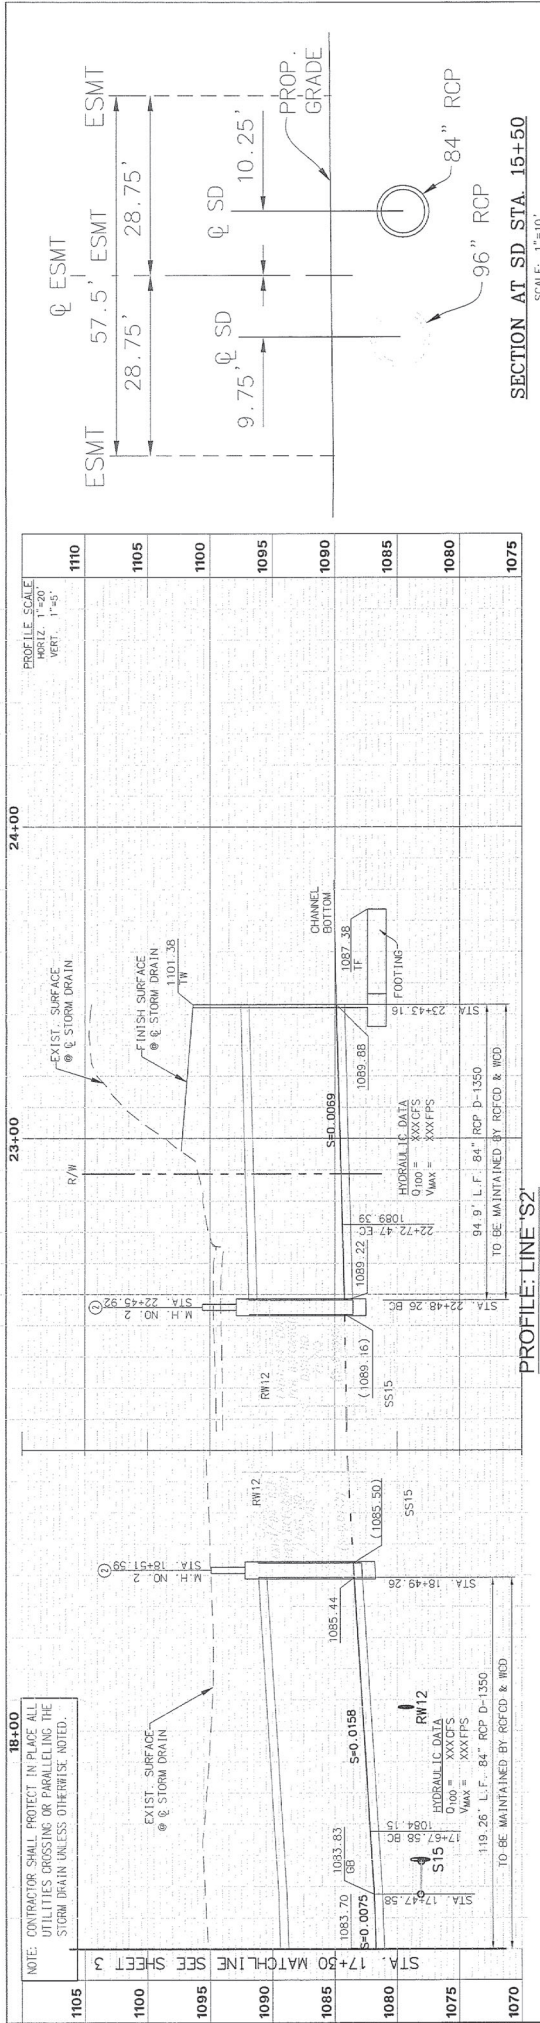 NOTE: CONTRACTOR SHALL PROTECT IN PLACE ALL
UTILITIES CROSSING OR PARALLELING THE
STORM DRAIN UNLESS OTHERWISE NOTED.
18+00
23+00
24+00
PROFILE SCALE
HORIZ. 1"=20'
VERT. 1"=5'
1105
1100
1095
1090
1085
1080
1075
1070
STA. 17+30 MATCHLINE SEE SHEET 3
EXIST. SURFACE
@ ℄ STORM DRAIN
1083.70
S=0.0075
1083.83
GB
STA. 17+47.58
17+67.58 BC
1084.15
S15
S=0.0158
RW12
HYDRAULIC DATA
Q100 = XXXCFS
VMAX = XXXFPS
119.26' L.F. 84" RCP D-1350
TO BE MAINTAINED BY RCFCD & WCD
1085.44
STA. 18+49.26
2
M.H. NO. 2
STA. 18+51.59
(1085.50)
RW12
SS15
RW12
SS15
(1089.16)
2
M.H. NO. 2
STA. 22+45.92
STA. 22+48.26 BC
1089.22
22+72.47 EC
1089.39
R/W
EXIST. SURFACE
@ ℄ STORM DRAIN
FINISH SURFACE
@ ℄ STORM DRAIN
1101.38
TW
S=0.0069
HYDRAULIC DATA
Q100 = XXXCFS
VMAX = XXXFPS
1089.88
94.9' L.F. 84" RCP D-1350
TO BE MAINTAINED BY RCFCD & WCD
STA. 23+43.16
CHANNEL
BOTTOM
1087.38
TF
FOOTING
1110
1105
1100
1095
1090
1085
1080
1075
PROFILE: LINE 'S2'
ESMT
℄ ESMT
ESMT
57.5' ESMT
28.75'
28.75'
℄ SD
℄ SD
9.75'
10.25'
PROP.
GRADE
96" RCP
84" RCP
SECTION AT SD STA. 15+50
SCALE: 1"=10'